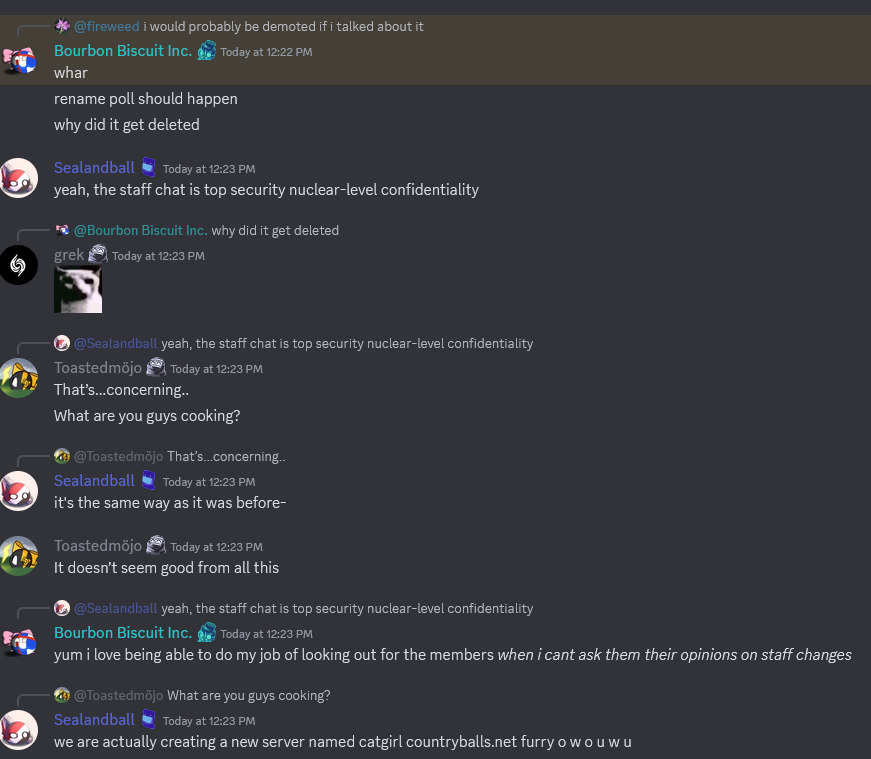 @fireweed i would probably be demoted if i talked about it
Bourbon Biscuit Inc. Today at 12:22 PM
whar
rename poll should happen
why did it get deleted
Sealandball Today at 12:23 PM
yeah, the staff chat is top security nuclear-level confidentiality
@Bourbon Biscuit Inc. why did it get deleted
grek Today at 12:23 PM
@Sealandball yeah, the staff chat is top security nuclear-level confidentiality
Toastedmöjo Today at 12:23 PM
That's...concerning..
What are you guys cooking?
@Toastedmöjo That's...concerning..
Sealandball Today at 12:23 PM
it's the same way as it was before-
Toastedmöjo Today at 12:23 PM
It doesn't seem good from all this
@Sealandball yeah, the staff chat is top security nuclear-level confidentiality
Bourbon Biscuit Inc. Today at 12:23 PM
yum i love being able to do my job of looking out for the members when i cant ask them their opinions on staff changes
@Toastedmöjo What are you guys cooking?
Sealandball Today at 12:23 PM
we are actually creating a new server named catgirl countryballs.net furry o w o u w u